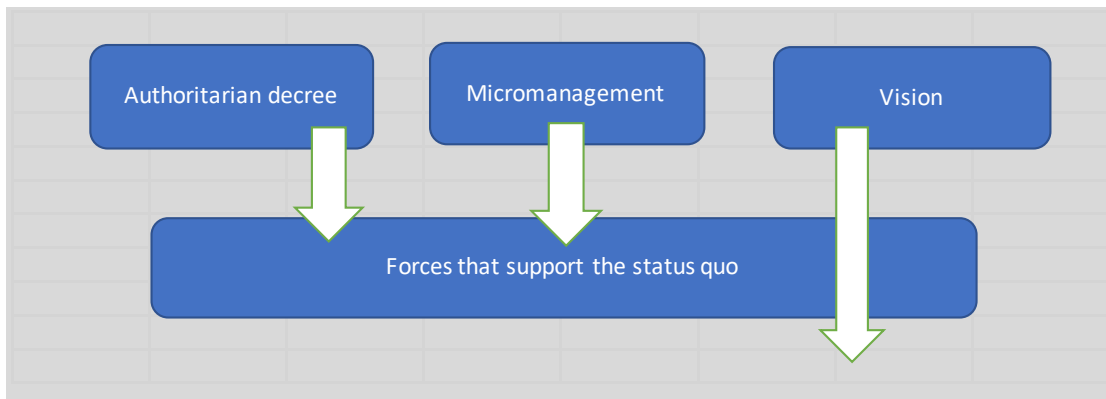 Authoritarian decree
Micromanagement
Vision
Forces that support the status quo